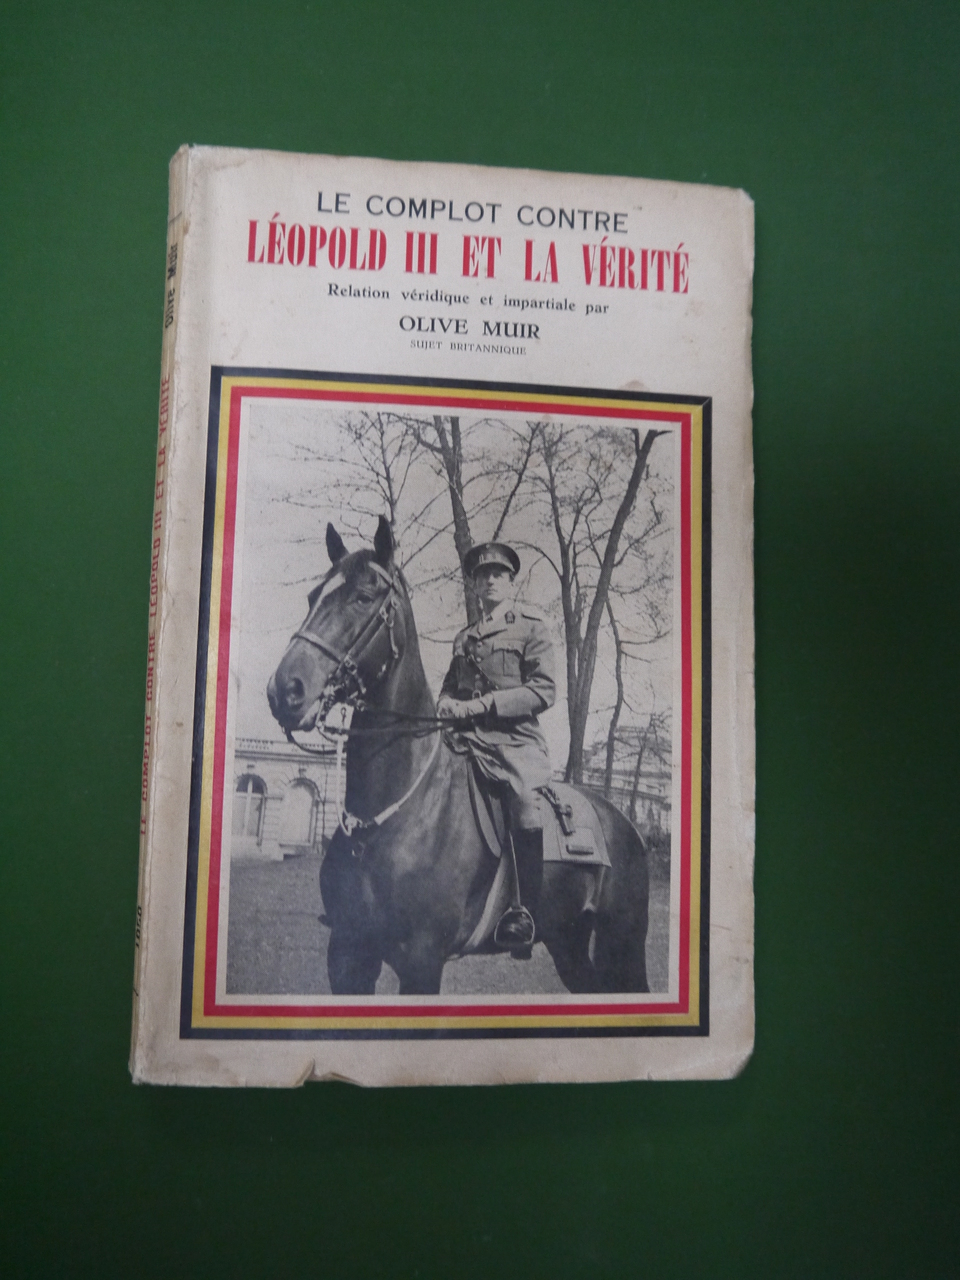 LE COMPLOT CONTRE
LÉOPOLD III ET LA VÉRITÉ
Relation véridique et impartiale par
OLIVE MUIR
SUJET BRITANNIQUE
Olive Muir
LE COMPLOT CONTRE LÉOPOLD III ET LA VÉRITÉ